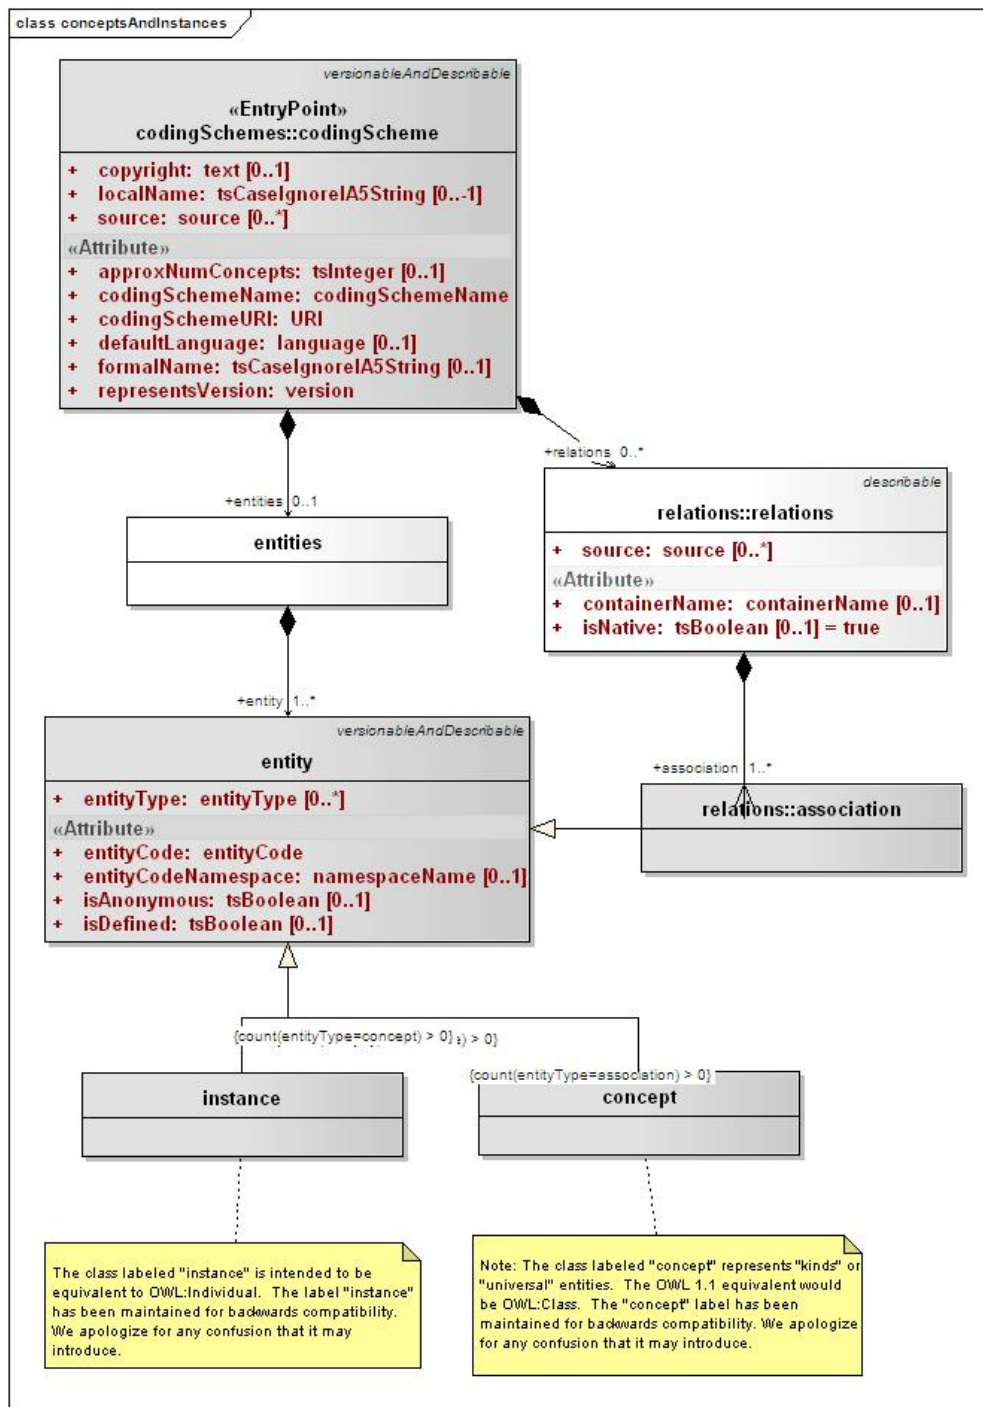 class conceptsAndInstances
versionableAndDescribable
«EntryPoint»
codingSchemes::codingScheme
+ copyright: text [0..1]
+ localName: tsCaseIgnoreIA5String [0..-1]
+ source: source [0..*]
«Attribute»
+ approxNumConcepts: tsInteger [0..1]
+ codingSchemeName: codingSchemeName
+ codingSchemeURI: URI
+ defaultLanguage: language [0..1]
+ formalName: tsCaseIgnoreIA5String [0..1]
+ representsVersion: version
+relations 0..*
+entities 0..1
describable
relations::relations
+ source: source [0..*]
«Attribute»
+ containerName: containerName [0..1]
+ isNative: tsBoolean [0..1] = true
entities
+entity 1..*
versionableAndDescribable
entity
+ entityType: entityType [0..*]
«Attribute»
+ entityCode: entityCode
+ entityCodeNamespace: namespaceName [0..1]
+ isAnonymous: tsBoolean [0..1]
+ isDefined: tsBoolean [0..1]
+association 1..*
relations::association
{count(entityType=concept) > 0} > 0}
{count(entityType=association) > 0}
instance
concept
The class labeled "instance" is intended to be
equivalent to OWL:Individual. The label "instance"
has been maintained for backwards compatibility.
We apologize for any confusion that it may
introduce.
Note: The class labeled "concept" represents "kinds" or
"universal" entities. The OWL 1.1 equivalent would
be OWL:Class. The "concept" label has been
maintained for backwards compatibility. We apologize
for any confusion that it may introduce.